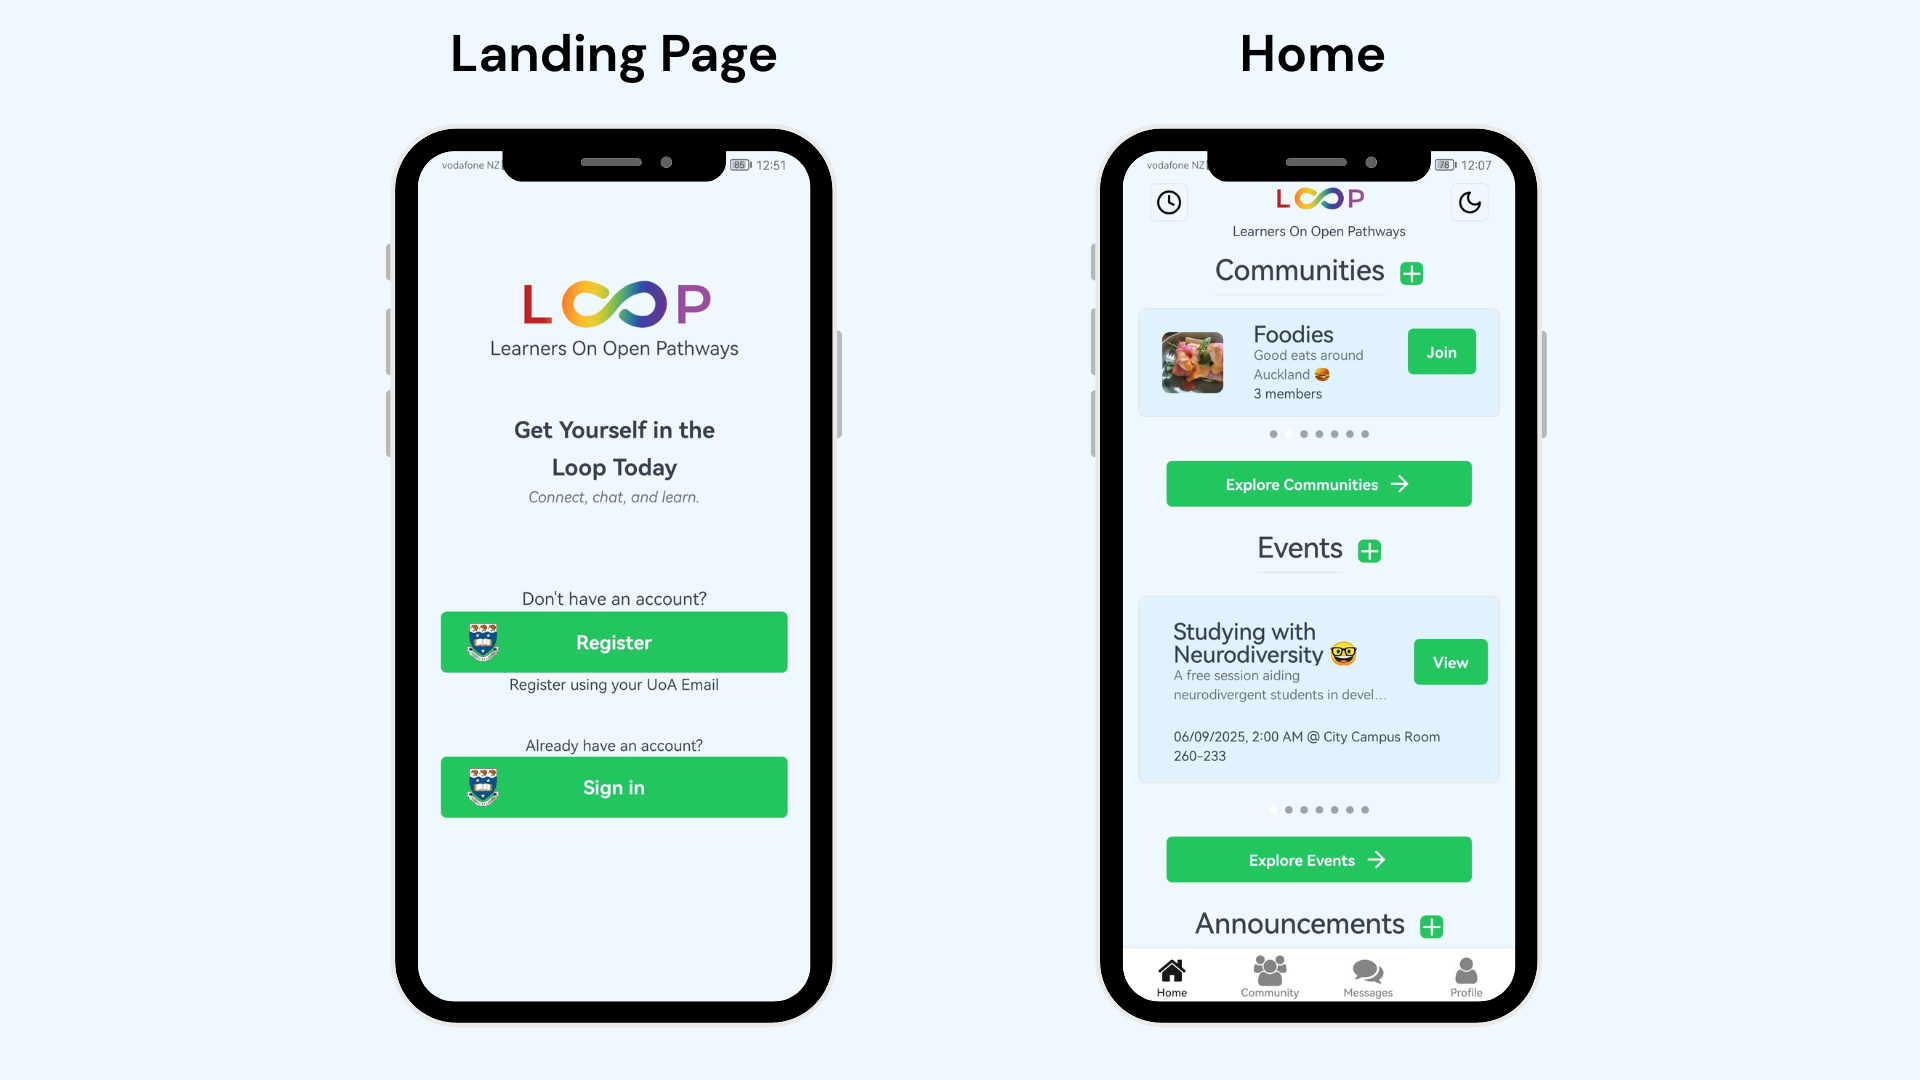 Landing Page
vodafone NZ
85
12:51
LOOP
Learners On Open Pathways
Get Yourself in the
Loop Today
Connect, chat, and learn.
Don't have an account?
Register
Register using your UoA Email
Already have an account?
Sign in
Home
vodafone NZ
78
12:07
LOOP
Learners On Open Pathways
Communities
Foodies
Good eats around
Auckland 🍔
3 members
Join
Explore Communities →
Events
Studying with
Neurodiversity 🤓
A free session aiding
neurodivergent students in devel...
View
06/09/2025, 2:00 AM @ City Campus Room
260-233
Explore Events →
Announcements
Home
Community
Messages
Profile